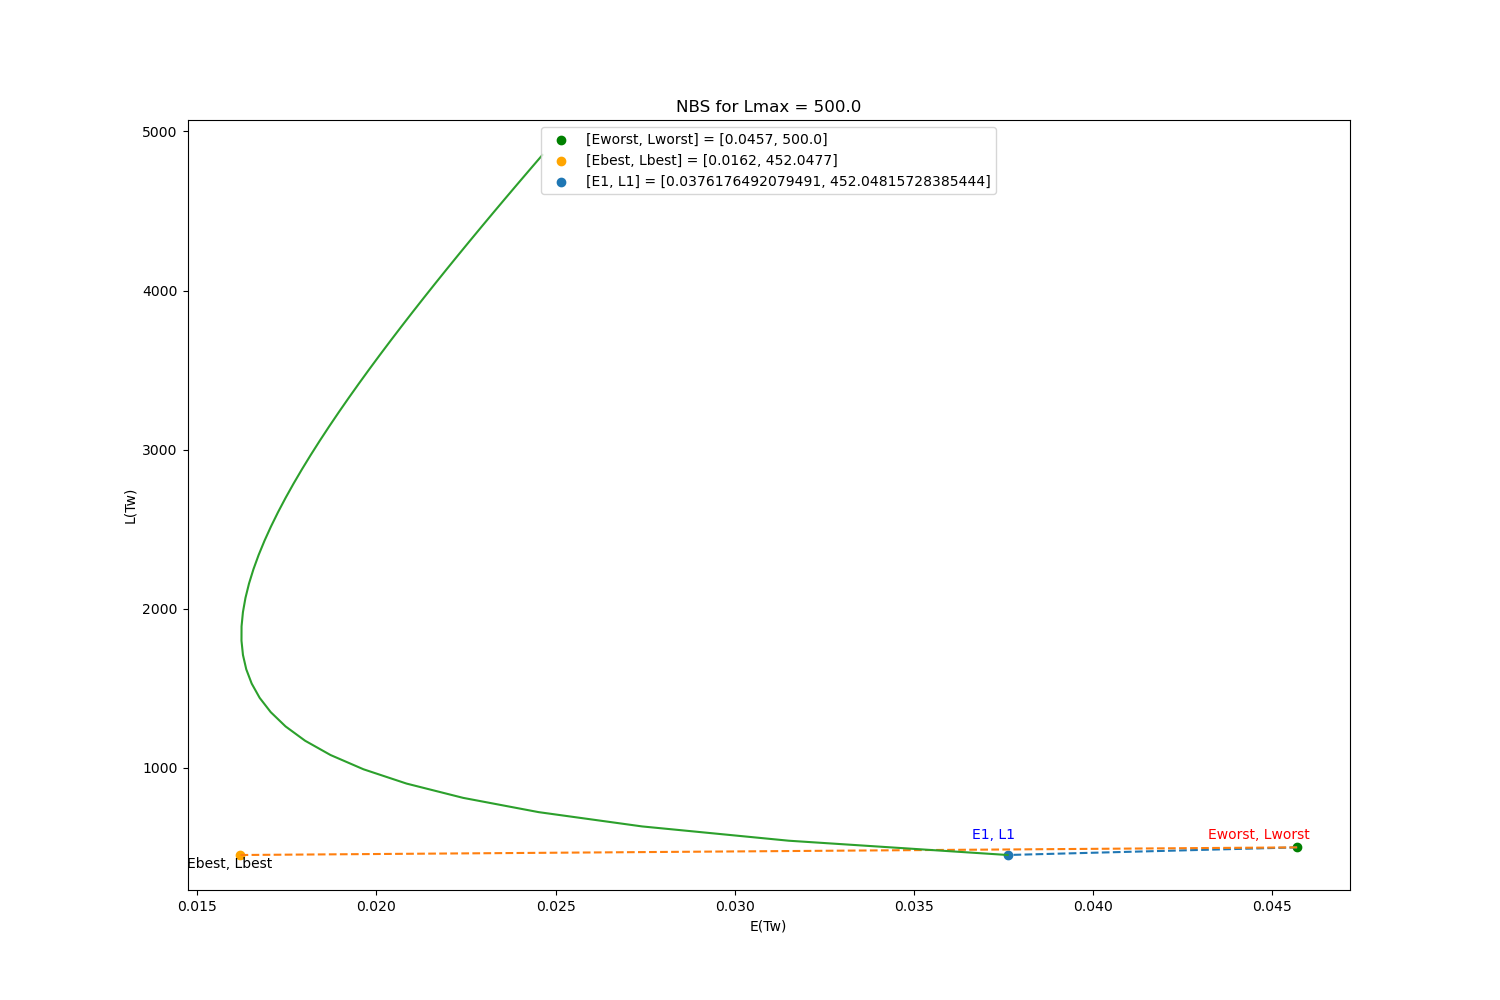 NBS for Lmax = 500.0
[Eworst, Lworst] = [0.0457, 500.0]
[Ebest, Lbest] = [0.0162, 452.0477]
[E1, L1] = [0.0376176492079491, 452.04815728385444]
5000
4000
3000
2000
1000
L(Tw)
E1, L1
Eworst, Lworst
Ebest, Lbest
0.015 0.020 0.025 0.030 0.035 0.040 0.045
E(Tw)